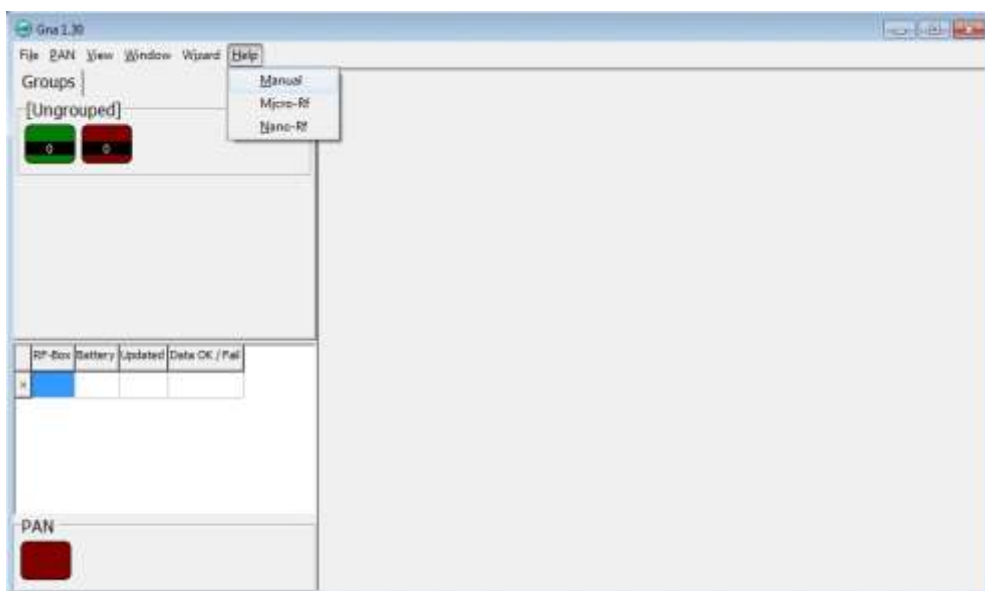 Gna 1.30
File PAN View Window Wizard Help
Groups
Manual
Micro-Rf
Nano-Rf
[Ungrouped]
0 0
RF-Box Battery Updated Data OK / Fail
PAN